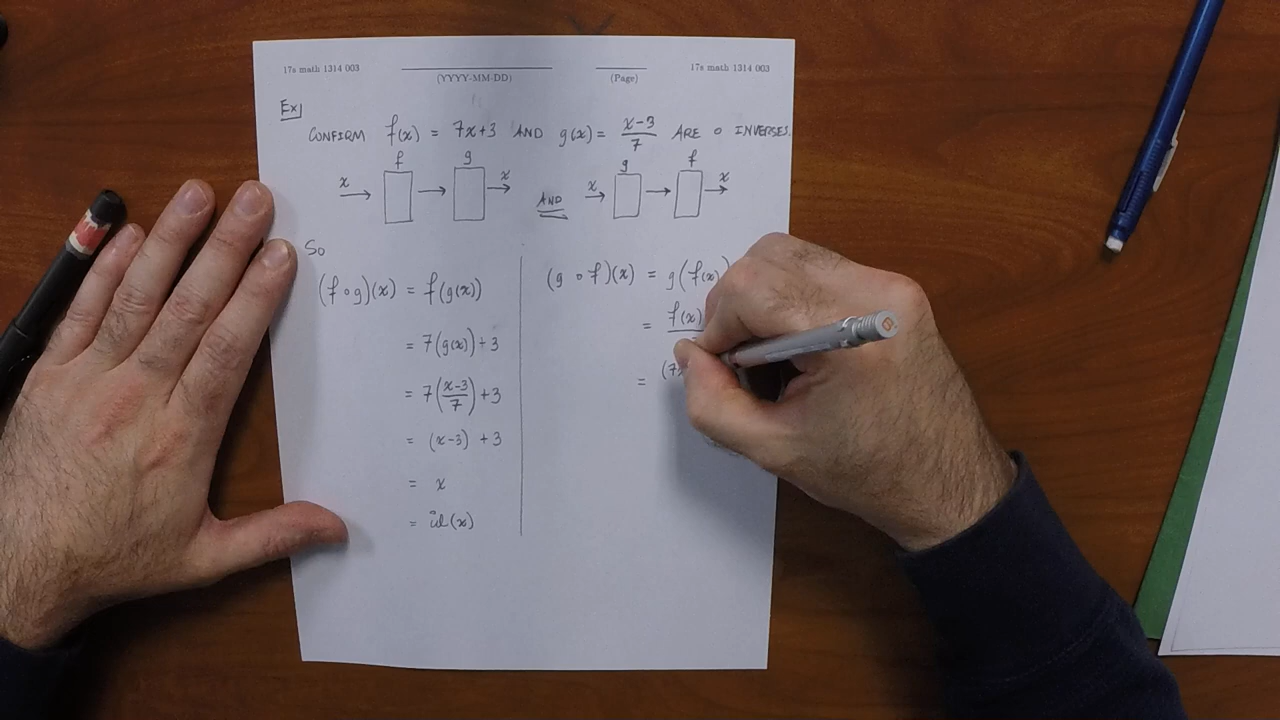 17s math 1314 003 (YYYY-MM-DD) (Page) 17s math 1314 003
Ex
CONFIRM f(x) = 7x+3 AND g(x) = x-3/7 ARE ∘ INVERSES.
f g g f
x → → → x AND x → → → x
So
(f∘g)(x) = f(g(x))
= 7(g(x)) + 3
= 7(x-3/7) + 3
= (x-3) + 3
= x
= id(x)
(g∘f)(x) = g(f(x)
= f(x)
= (7x